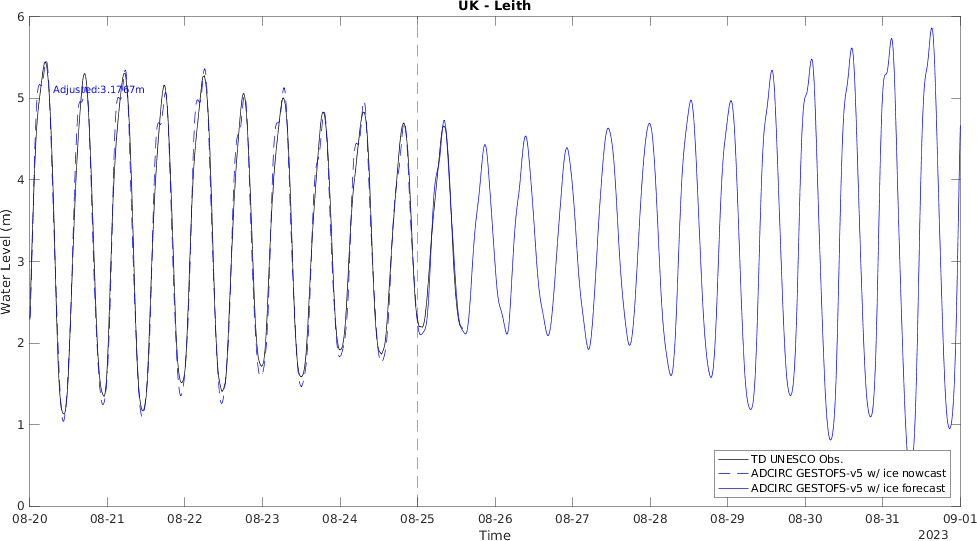 UK - Leith
6
5
4
3
2
1
0
Water Level (m)
Adjusted:3.1767m
TD UNESCO Obs.
ADCIRC GESTOFS-v5 w/ ice nowcast
ADCIRC GESTOFS-v5 w/ ice forecast
08-20 08-21 08-22 08-23 08-24 08-25 08-26 08-27 08-28 08-29 08-30 08-31 09-01
Time
2023